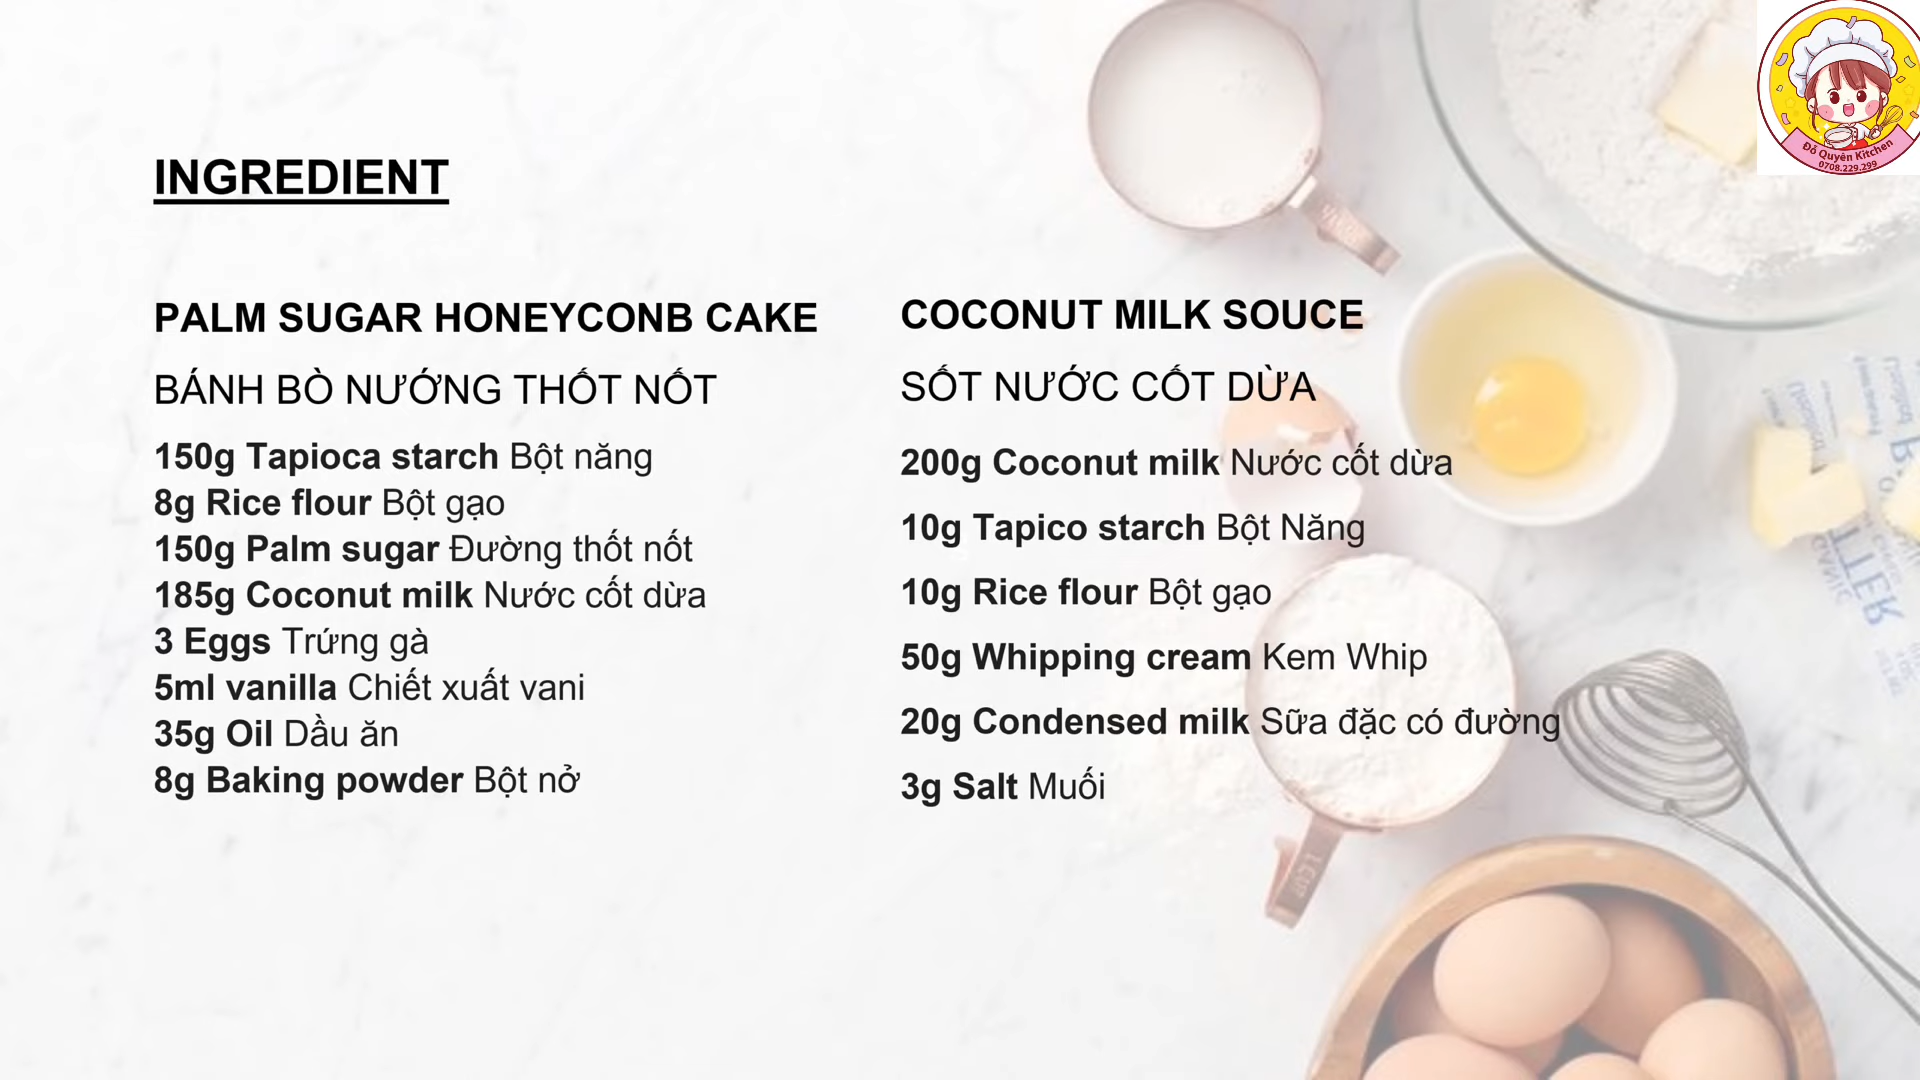 INGREDIENT
PALM SUGAR HONEYCONB CAKE
BÁNH BÒ NƯỚNG THỐT NỐT
150g Tapioca starch Bột năng
8g Rice flour Bột gạo
150g Palm sugar Đường thốt nốt
185g Coconut milk Nước cốt dừa
3 Eggs Trứng gà
5ml vanilla Chiết xuất vani
35g Oil Dầu ăn
8g Baking powder Bột nở
COCONUT MILK SOUCE
SỐT NƯỚC CỐT DỪA
200g Coconut milk Nước cốt dừa
10g Tapico starch Bột Năng
10g Rice flour Bột gạo
50g Whipping cream Kem Whip
20g Condensed milk Sữa đặc có đường
3g Salt Muối
Đỗ Quyên Kitchen
0708.229.299
1 CUP